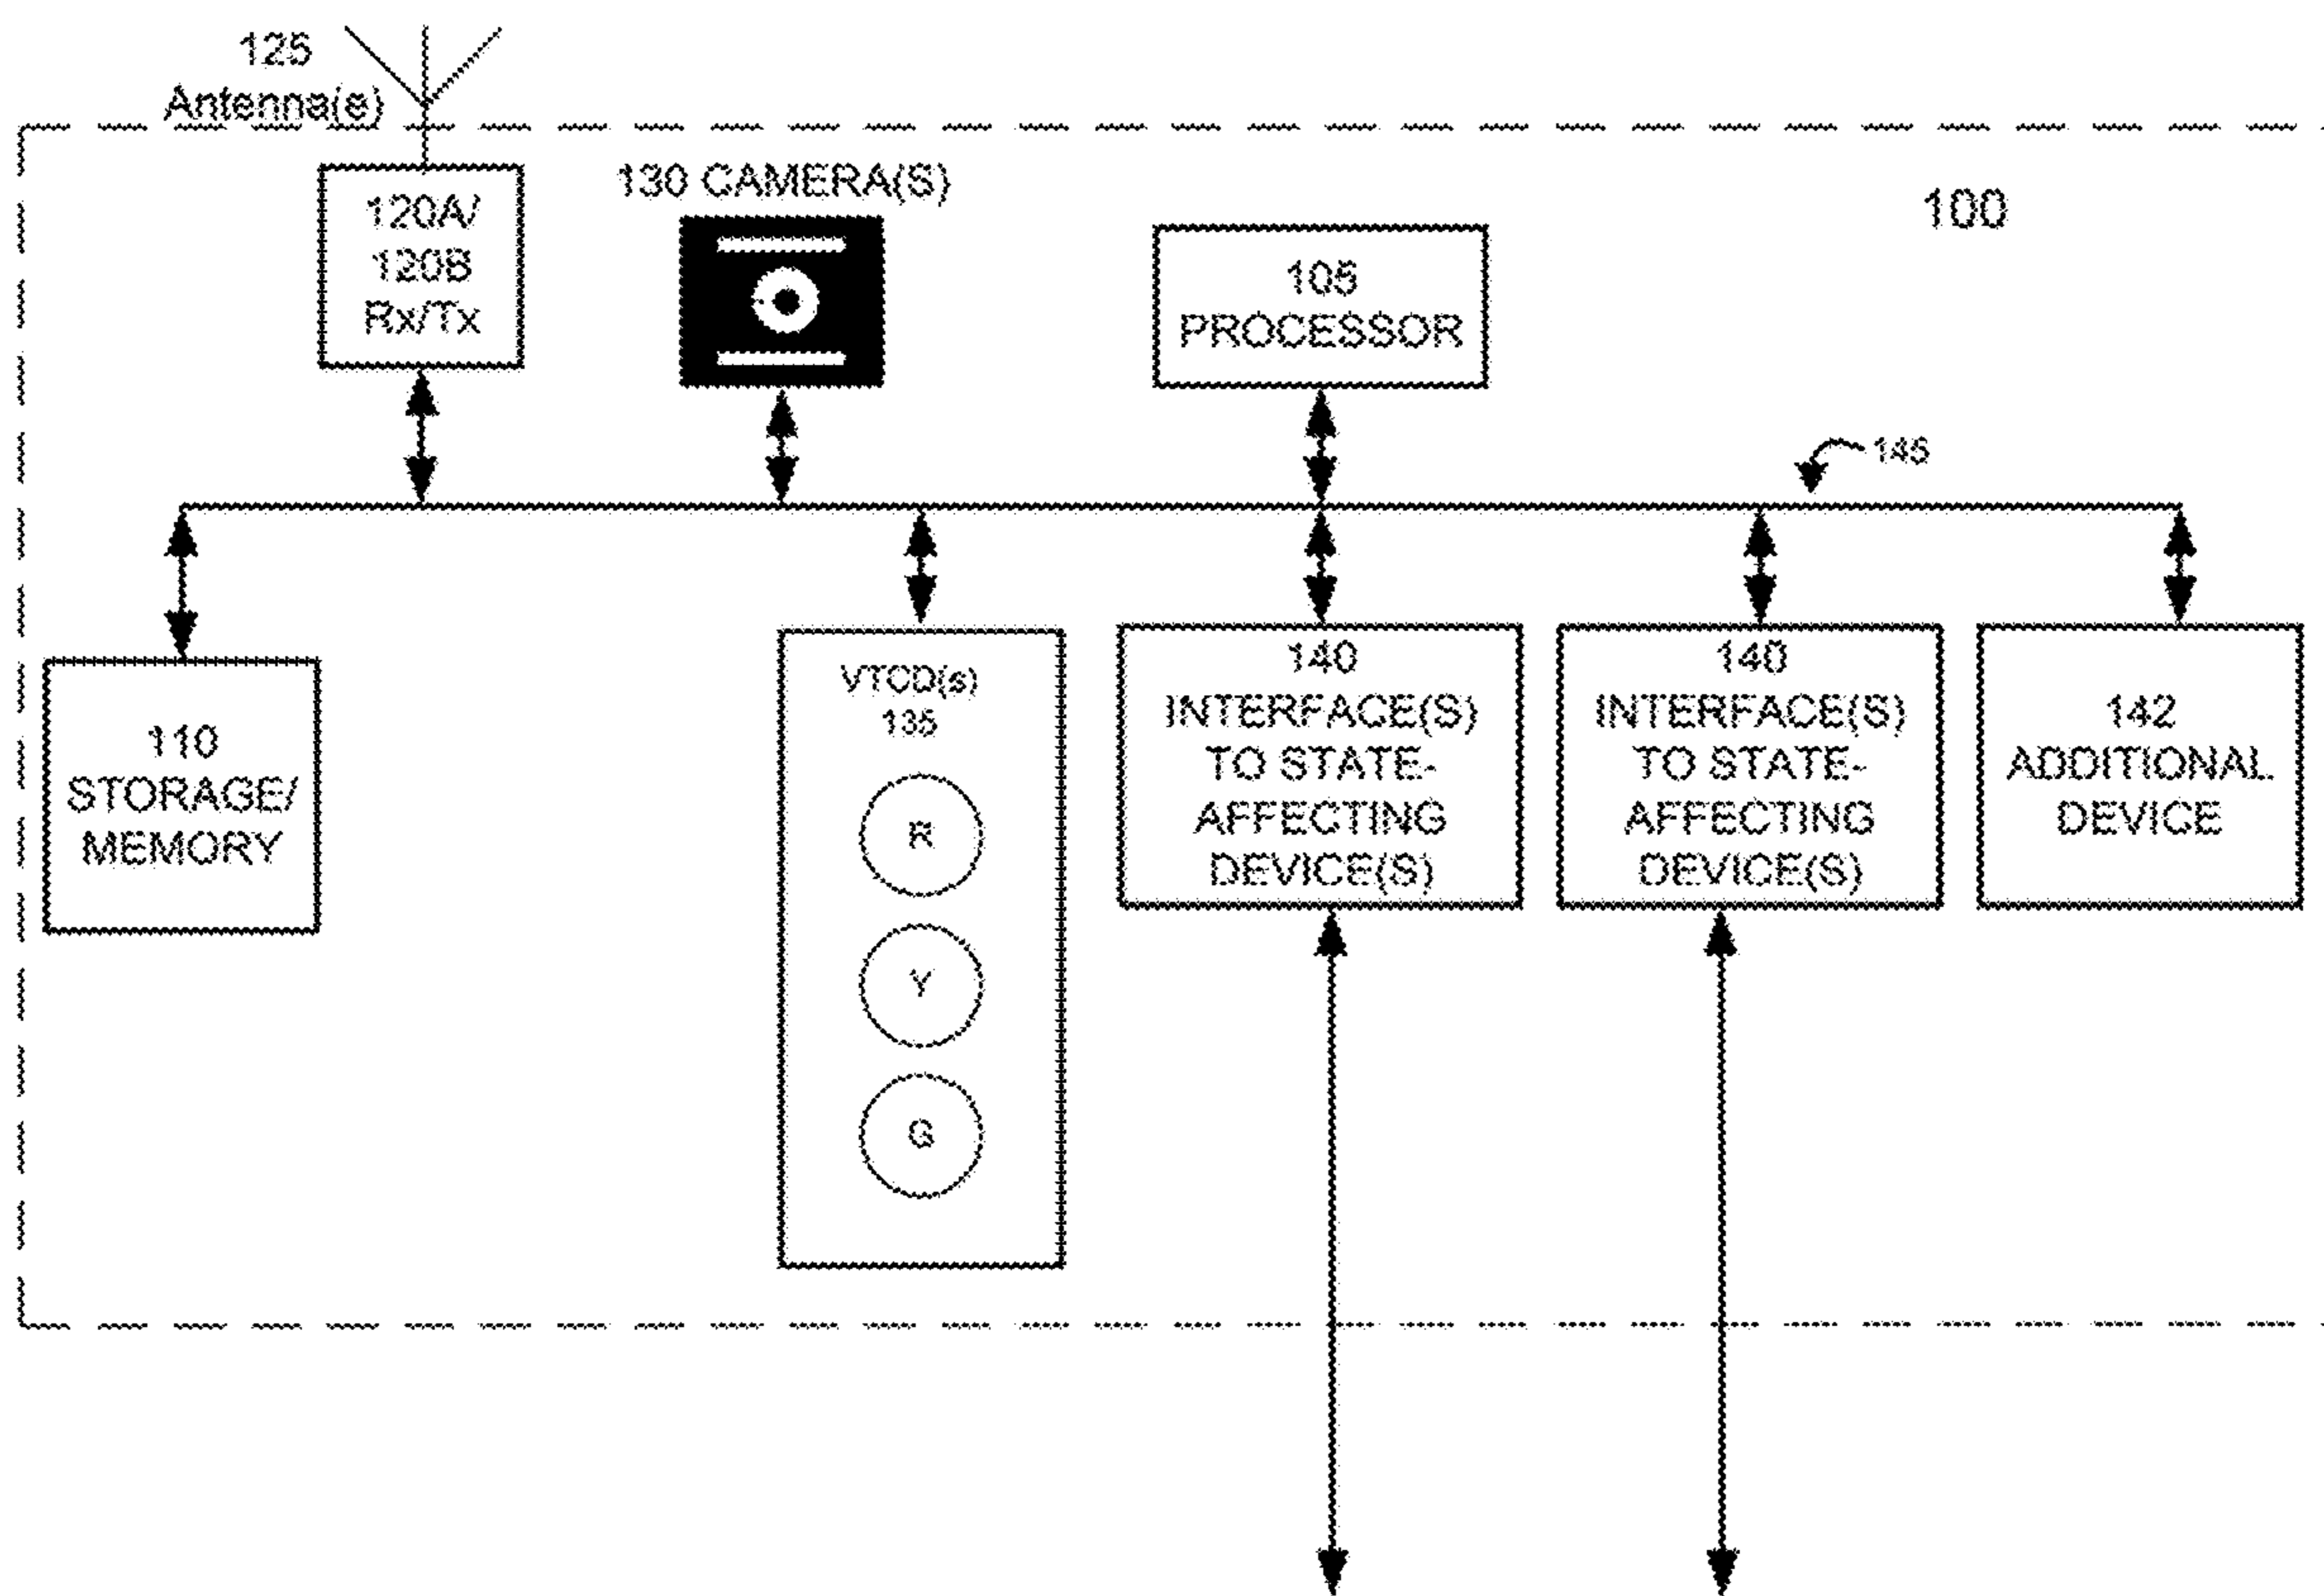 125
Antenna(s)
120A/
120B
Rx/Tx
130 CAMERA(S)
105
PROCESSOR
100
145
110
STORAGE/
MEMORY
VTCD(s)
135
R
Y
G
140
INTERFACE(S)
TO STATE-
AFFECTING
DEVICE(S)
140
INTERFACE(S)
TO STATE-
AFFECTING
DEVICE(S)
142
ADDITIONAL
DEVICE